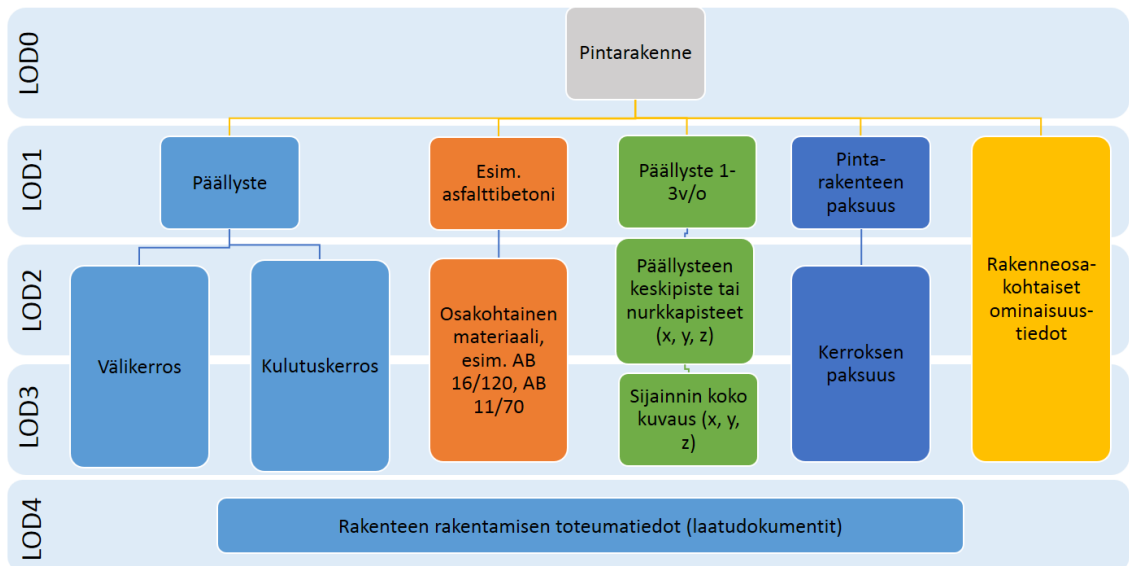 LOD0
Pintarakenne
LOD1
Päällyste
Esim.
asfalttibetoni
Päällyste 1-
3v/o
Pinta-
rakenteen
paksuus
Rakenneosa-
kohtaiset
ominaisuus-
tiedot
LOD2
Välikerros
Kulutuskerros
Osakohtainen
materiaali,
esim. AB
16/120, AB
11/70
Päällysteen
keskipiste tai
nurkkapisteet
(x, y, z)
Kerroksen
paksuus
LOD3
Sijainnin koko
kuvaus (x, y,
z)
LOD4
Rakenteen rakentamisen toteumatiedot (laatudokumentit)